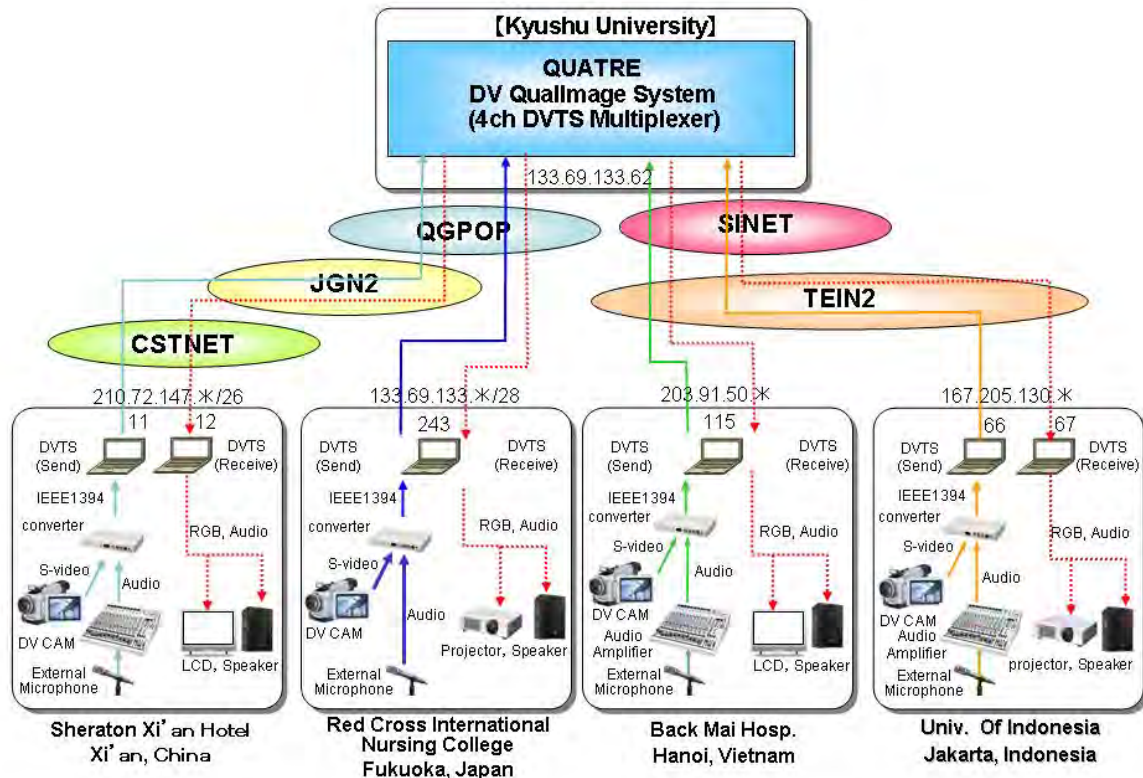 【Kyushu University】
QUATRE
DV QualImage System
(4ch DVTS Multiplexer)
133.69.133.62
QGPOP
SINET
JGN2
TEIN2
CSTNET
210.72.147.*/26
11
12
DVTS
(Send)
DVTS
(Receive)
IEEE1394
converter
RGB, Audio
S-video
Audio
DV CAM
LCD, Speaker
External
Microphone
Sheraton Xi'an Hotel
Xi'an, China
133.69.133.*/28
243
DVTS
(Send)
DVTS
(Receive)
IEEE1394
converter
RGB, Audio
S-video
Audio
DV CAM
Projector, Speaker
External
Microphone
Red Cross International
Nursing College
Fukuoka, Japan
203.91.50.*
115
DVTS
(Send)
DVTS
(Receive)
IEEE1394
converter
RGB, Audio
S-video
Audio
DV CAM
Audio
Amplifier
LCD, Speaker
External
Microphone
Back Mai Hosp.
Hanoi, Vietnam
167.205.130.*
66
67
DVTS
(Send)
DVTS
(Receive)
IEEE1394
converter
RGB, Audio
S-video
Audio
DV CAM
Audio
Amplifier
projector, Speaker
External
Microphone
Univ. Of Indonesia
Jakarta, Indonesia